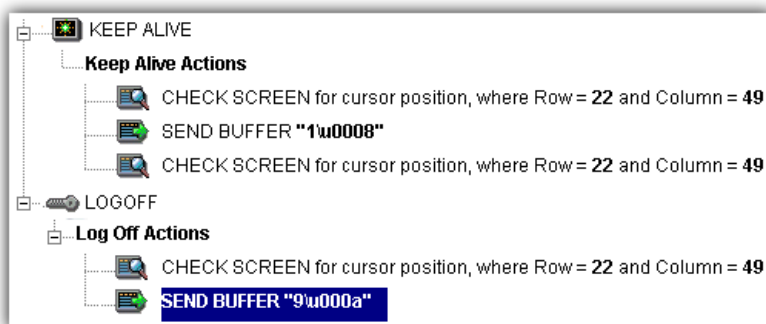 KEEP ALIVE
Keep Alive Actions
CHECK SCREEN for cursor position, where Row = 22 and Column = 49
SEND BUFFER "1\u0008"
CHECK SCREEN for cursor position, where Row = 22 and Column = 49
LOGOFF
Log Off Actions
CHECK SCREEN for cursor position, where Row = 22 and Column = 49
SEND BUFFER "9\u000a"